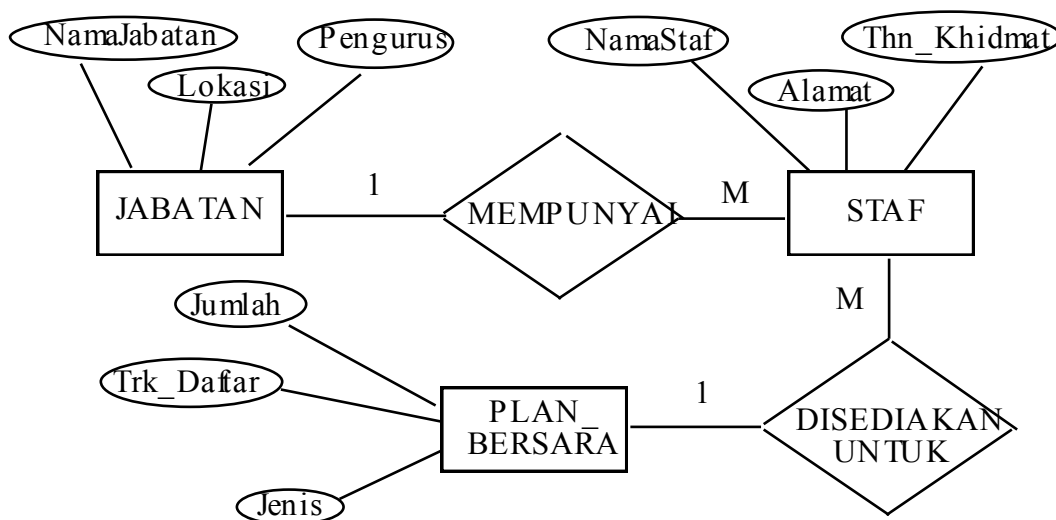 NamaJabatan
Pengurus
NamaStaf
Thn_Khidmat
Lokasi
Alamat
JABATAN
1
MEMPUNYAI
M
STAF
Jumlah
M
Trk_Daftar
PLAN_
BERSARA
1
DISEDIAKAN
UNTUK
Jenis